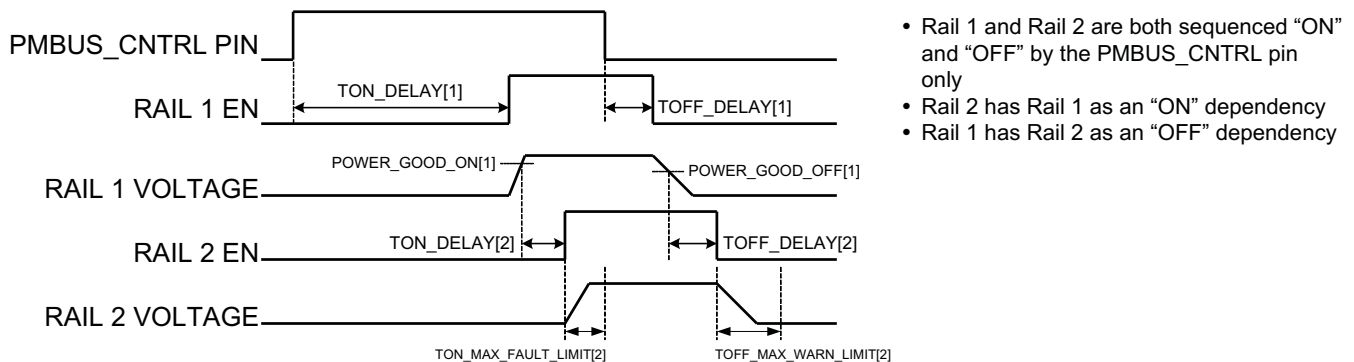 PMBUS_CNTRL PIN
RAIL 1 EN
TON_DELAY[1]
TOFF_DELAY[1]
RAIL 1 VOLTAGE
POWER_GOOD_ON[1]
POWER_GOOD_OFF[1]
RAIL 2 EN
TON_DELAY[2]
TOFF_DELAY[2]
RAIL 2 VOLTAGE
TON_MAX_FAULT_LIMIT[2]
TOFF_MAX_WARN_LIMIT[2]
• Rail 1 and Rail 2 are both sequenced “ON”
and “OFF” by the PMBUS_CNTRL pin
only
• Rail 2 has Rail 1 as an “ON” dependency
• Rail 1 has Rail 2 as an “OFF” dependency